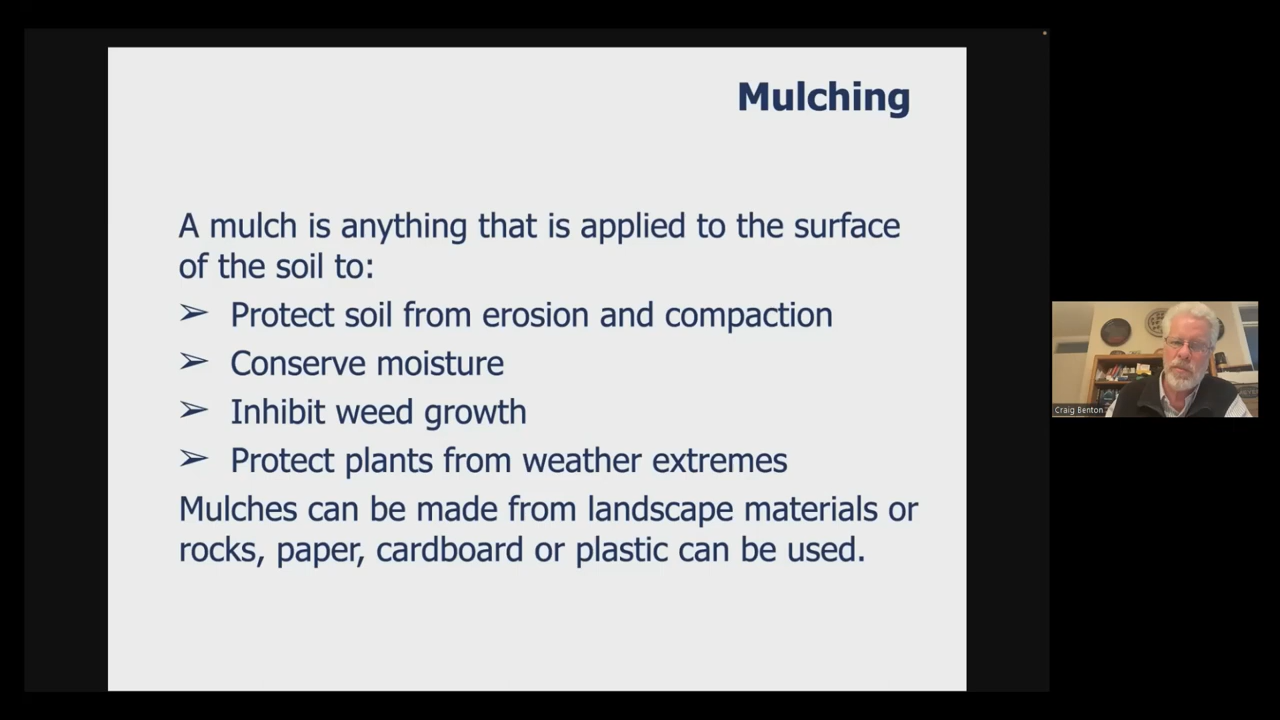 Mulching
A mulch is anything that is applied to the surface
of the soil to:
➢ Protect soil from erosion and compaction
➢ Conserve moisture
➢ Inhibit weed growth
➢ Protect plants from weather extremes
Mulches can be made from landscape materials or
rocks, paper, cardboard or plastic can be used.
Craig Benton